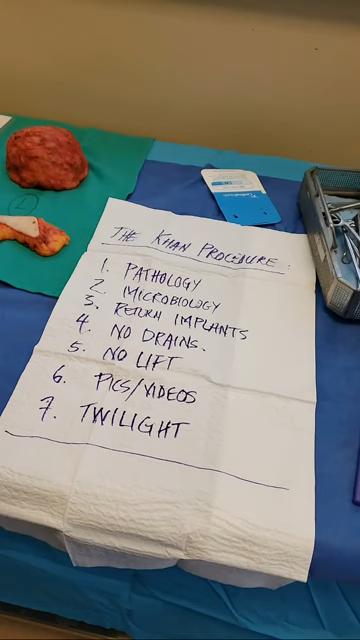 THE KHAN PROCEDURE.
1. PATHOLOGY
2. MICROBIOLOGY
3. RETURN IMPLANTS
4. NO DRAINS.
5. NO LIFT
6. PICS/VIDEOS
7. TWILIGHT